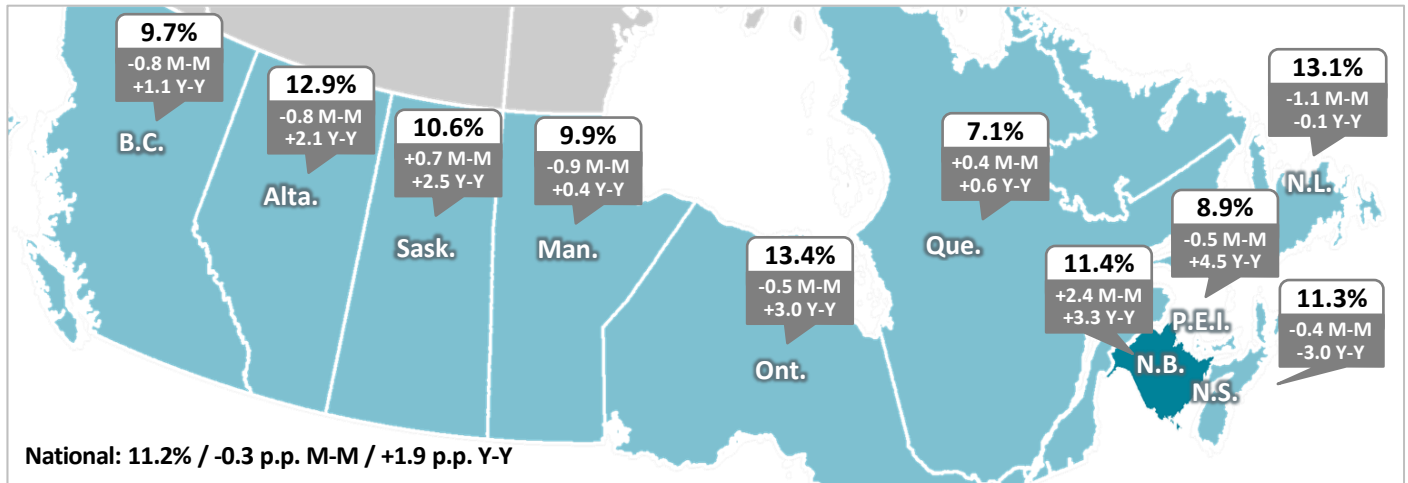 9.7%
-0.8 M-M
+1.1 Y-Y
B.C.
12.9%
-0.8 M-M
+2.1 Y-Y
Alta.
10.6%
+0.7 M-M
+2.5 Y-Y
Sask.
9.9%
-0.9 M-M
+0.4 Y-Y
Man.
13.4%
-0.5 M-M
+3.0 Y-Y
Ont.
7.1%
+0.4 M-M
+0.6 Y-Y
Que.
13.1%
-1.1 M-M
-0.1 Y-Y
N.L.
8.9%
-0.5 M-M
+4.5 Y-Y
P.E.I.
11.4%
+2.4 M-M
+3.3 Y-Y
N.B.
11.3%
-0.4 M-M
-3.0 Y-Y
N.S.
National: 11.2% / -0.3 p.p. M-M / +1.9 p.p. Y-Y